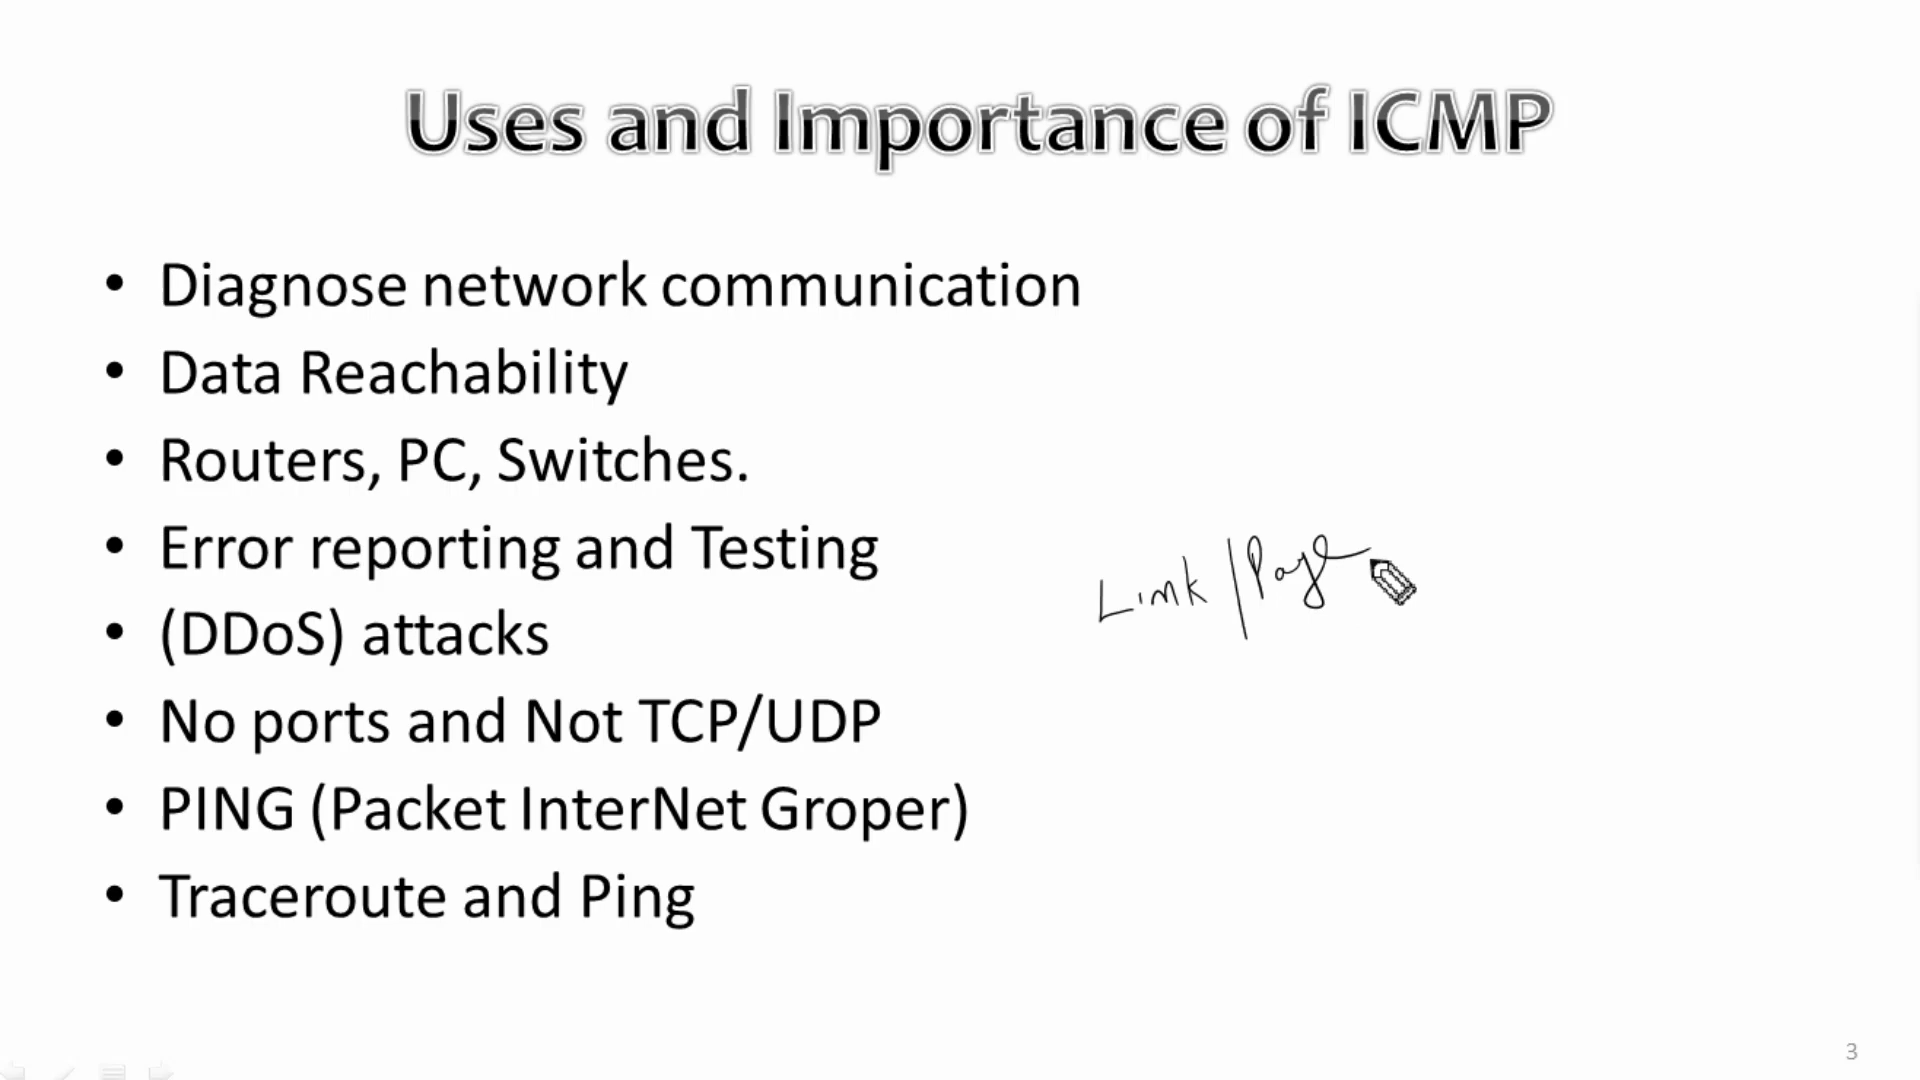 Uses and Importance of ICMP
• Diagnose network communication
• Data Reachability
• Routers, PC, Switches.
• Error reporting and Testing
Link / Page
• (DDoS) attacks
• No ports and Not TCP/UDP
• PING (Packet InterNet Groper)
• Traceroute and Ping
3